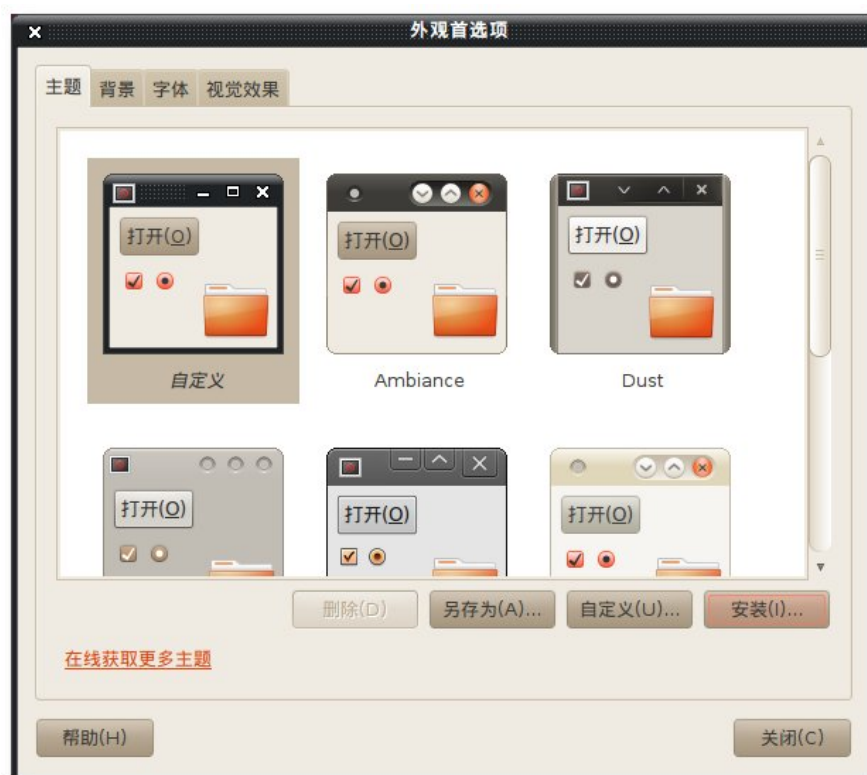 外观首选项
主题 背景 字体 视觉效果
打开(O) 打开(O) 打开(O)
自定义 Ambiance Dust
打开(O) 打开(O) 打开(O)
删除(D) 另存为(A)... 自定义(U)... 安装(I)...
在线获取更多主题
帮助(H) 关闭(C)